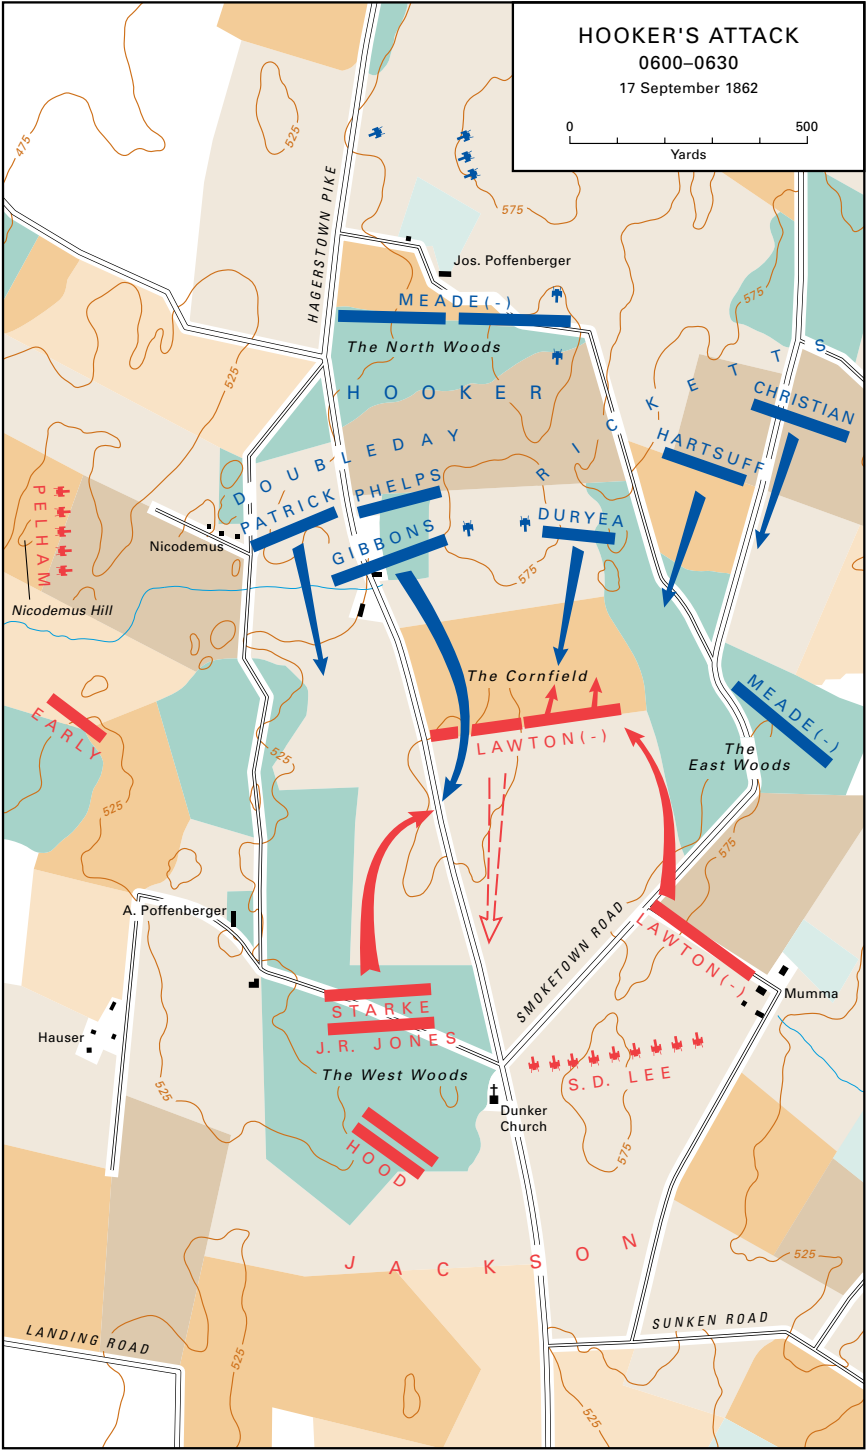 HOOKER'S ATTACK
0600–0630
17 September 1862
0
500
Yards
475
525
575
HAGERSTOWN PIKE
Jos. Poffenberger
MEADE(-)
The North Woods
575
525
HOOKER
RICKETTS
CHRISTIAN
HARTSUFF
DOUBLEDAY
PATRICK
PHELPS
GIBBONS
DURYEA
PELHAM
Nicodemus
575
Nicodemus Hill
The Cornfield
EARLY
LAWTON(-)
MEADE(-)
The
East Woods
525
525
575
A. Poffenberger
SMOKETOWN ROAD
LAWTON(-)
Mumma
STARKE
J.R. JONES
Hauser
The West Woods
S.D. LEE
525
Dunker
Church
HOOD
575
JACKSON
525
LANDING ROAD
SUNKEN ROAD
525
525